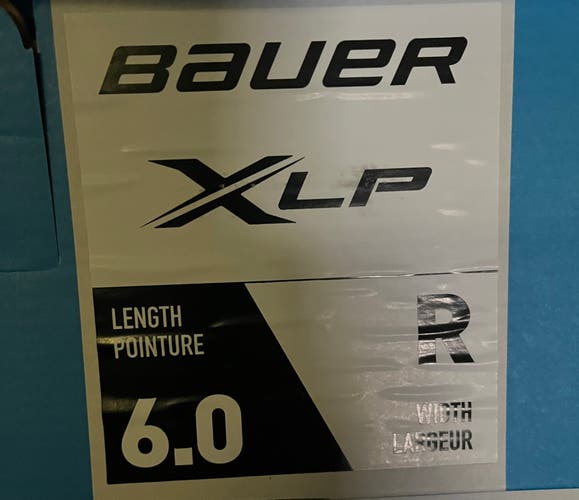 BAUER
XLP
LENGTH
POINTURE
6.0
R
WIDTH
LARGEUR